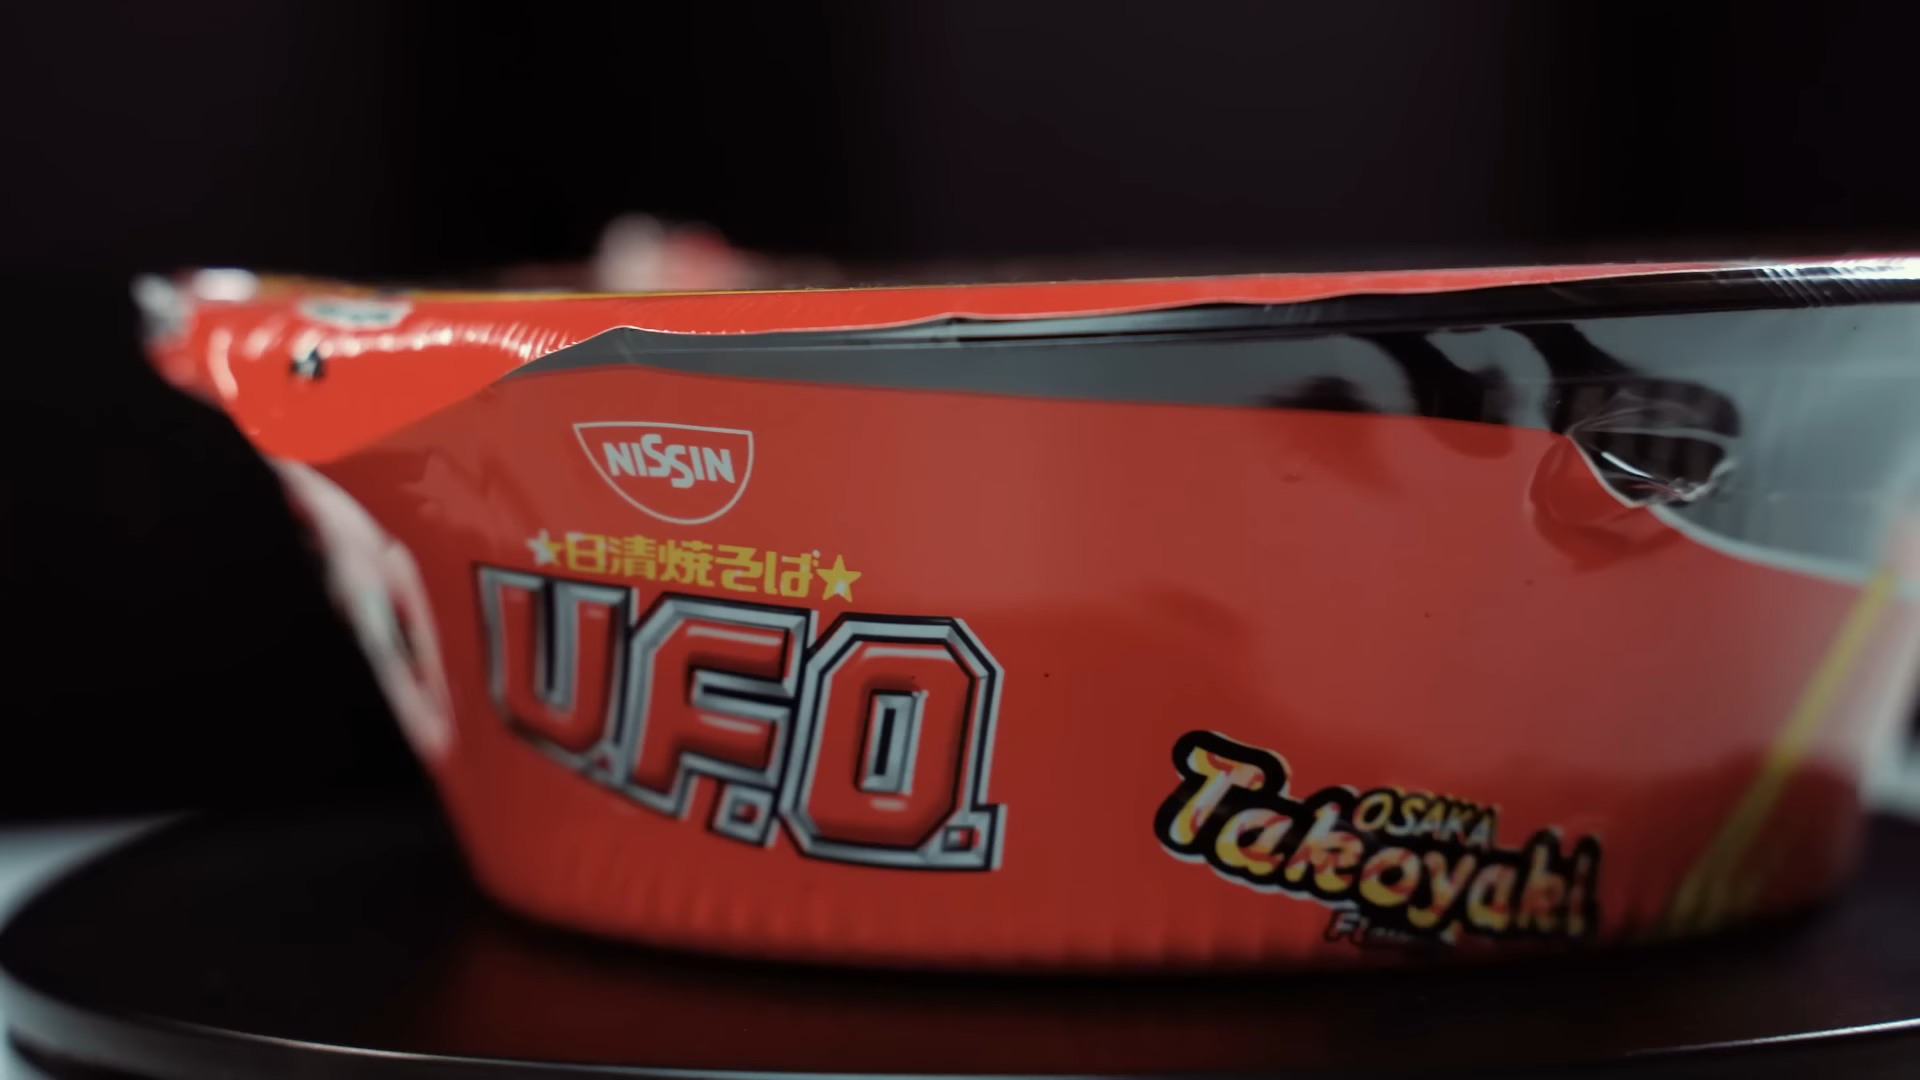 NISSIN
★日清焼そば★
U.F.O.
OSAKA
Takoyaki